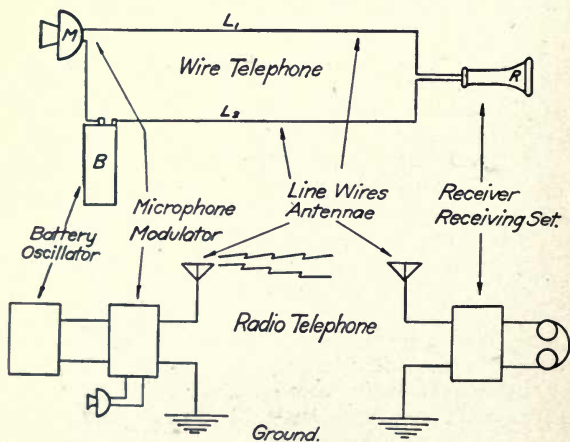 M
L₁
Wire Telephone
R
L₂
B
Battery
Oscillator
Microphone
Modulator
Line Wires
Antennae
Receiver
Receiving Set.
Radio Telephone
Ground.